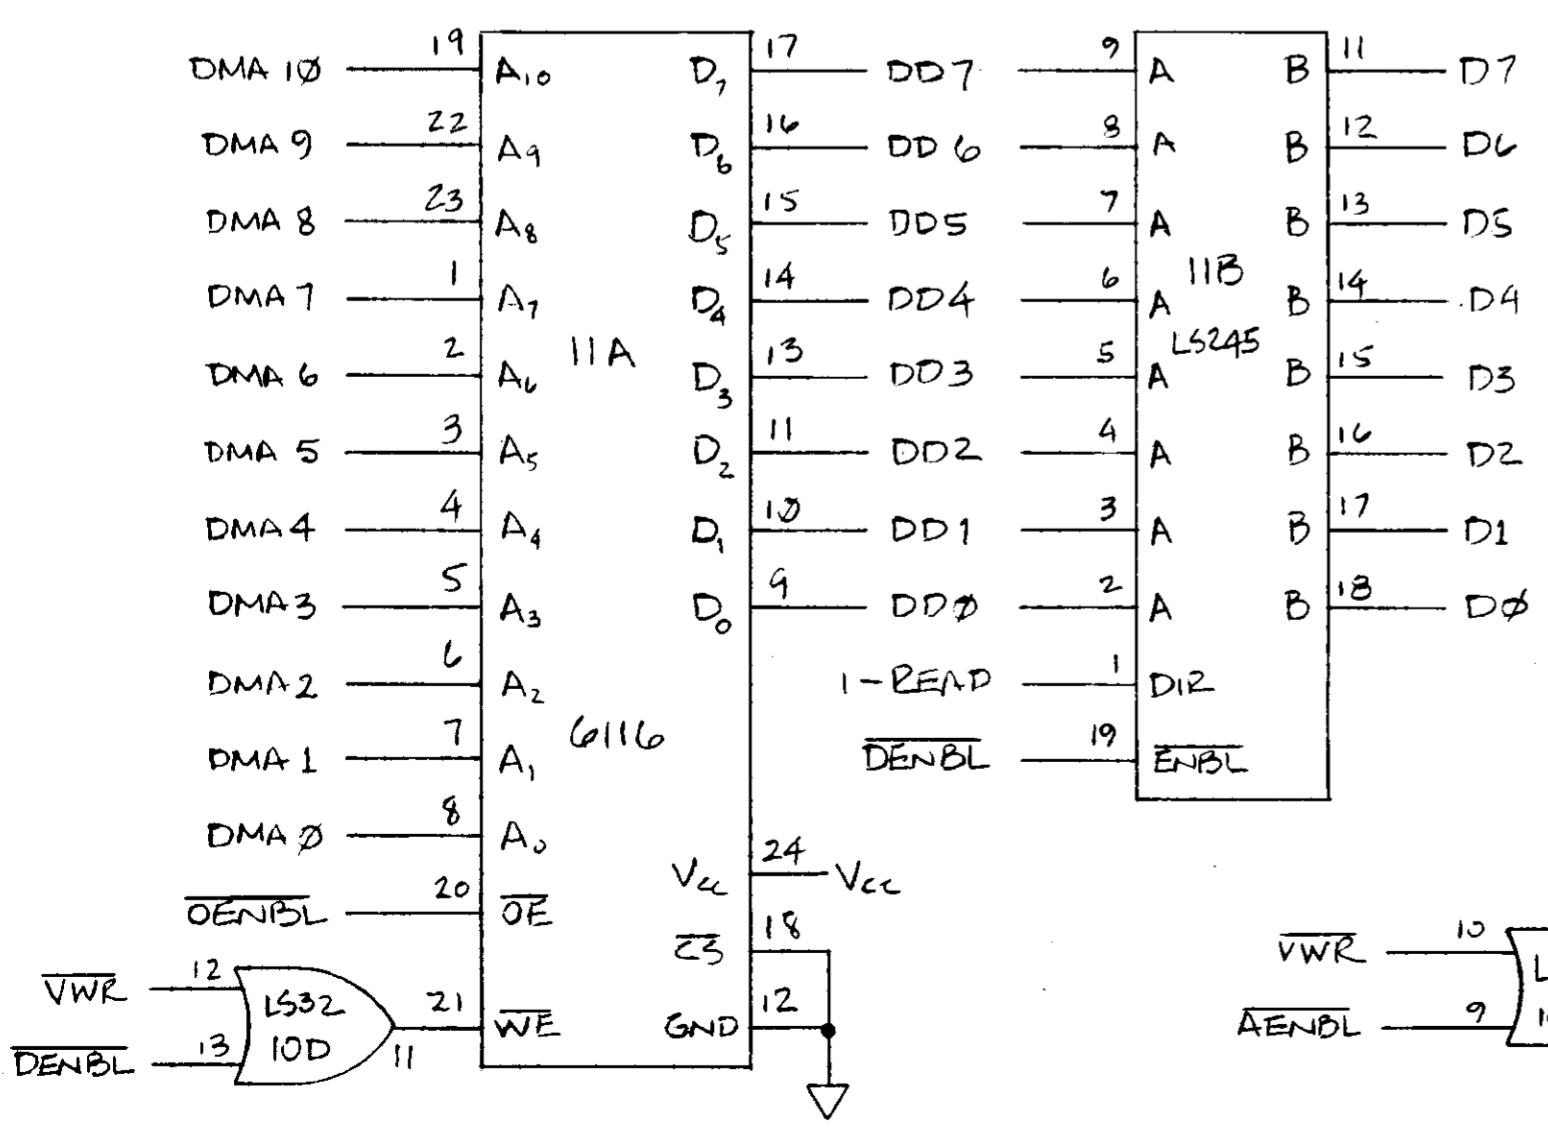 DMA 1Ø 19 A10 D7 17 DD7 9 A B 11 D7
DMA 9 22 A9 D6 16 DD6 8 A B 12 D6
DMA 8 23 A8 D5 15 DD5 7 A B 13 D5
DMA 7 1 A7 D4 14 DD4 6 A 11B B 14 D4
DMA 6 2 A6 11A D3 13 DD3 5 A LS245 B 15 D3
DMA 5 3 A5 D2 11 DD2 4 A B 16 D2
DMA 4 4 A4 D1 1Ø DD1 3 A B 17 D1
DMA 3 5 A3 D0 9 DDØ 2 A B 18 DØ
DMA 2 6 A2 1-READ 1 DIR
DMA 1 7 A1 6116 DENBL 19 ENBL
DMA Ø 8 A0 Vcc 24 Vcc
OENBL 20 OE CS 18 VWR 10
VWR 12 LS32 21 WE GND 12 AENBL 9
DENBL 13 10D 11